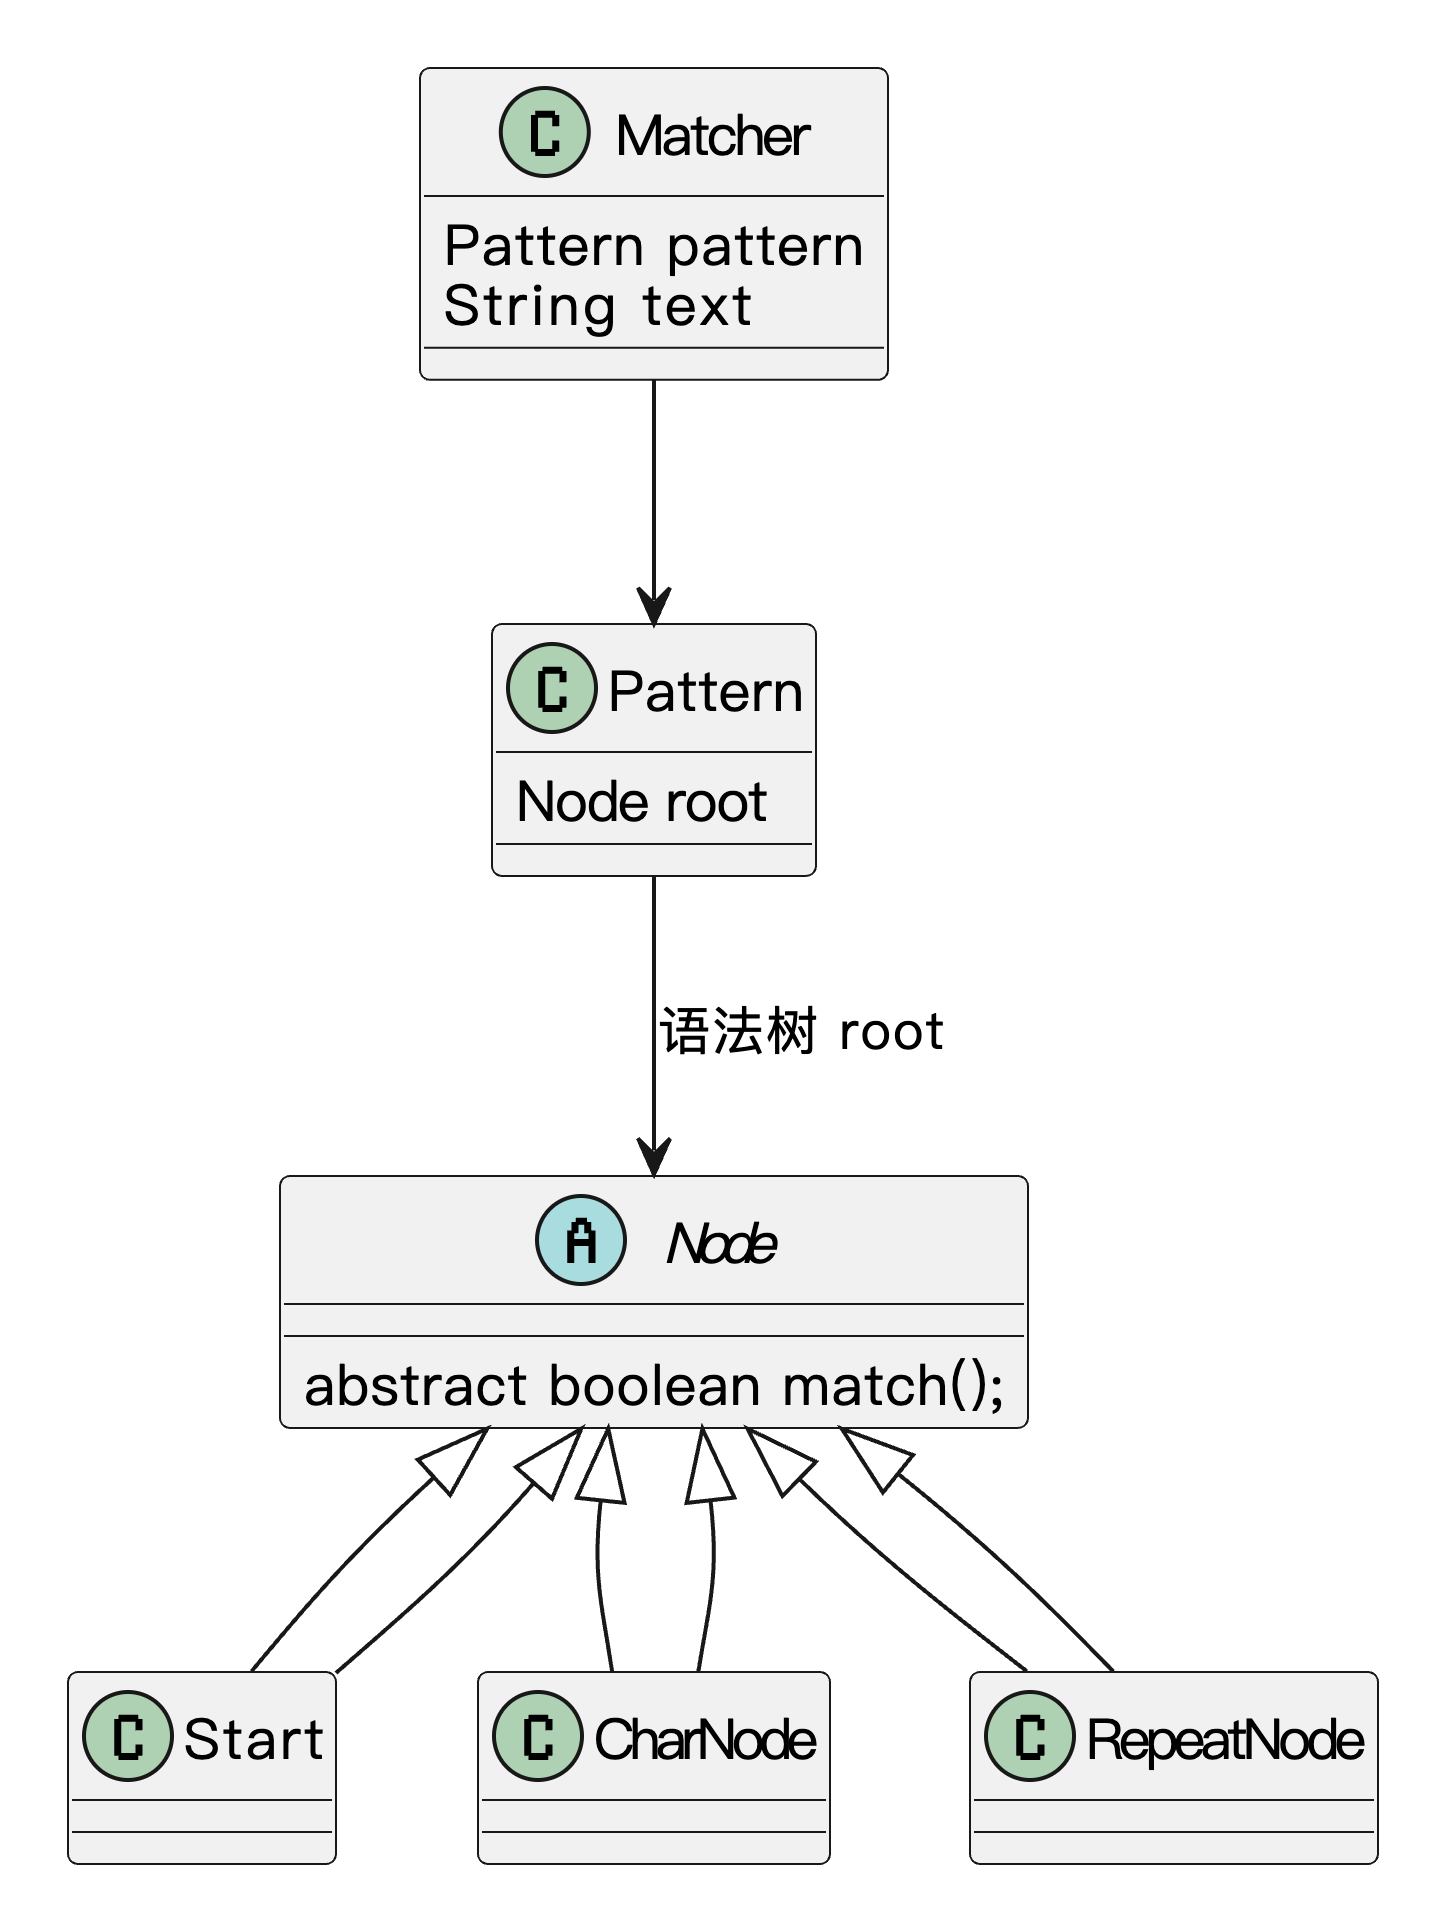 C Matcher
Pattern pattern
String text
C Pattern
Node root
语法树 root
A Node
abstract boolean match();
C Start
C CharNode
C RepeatNode